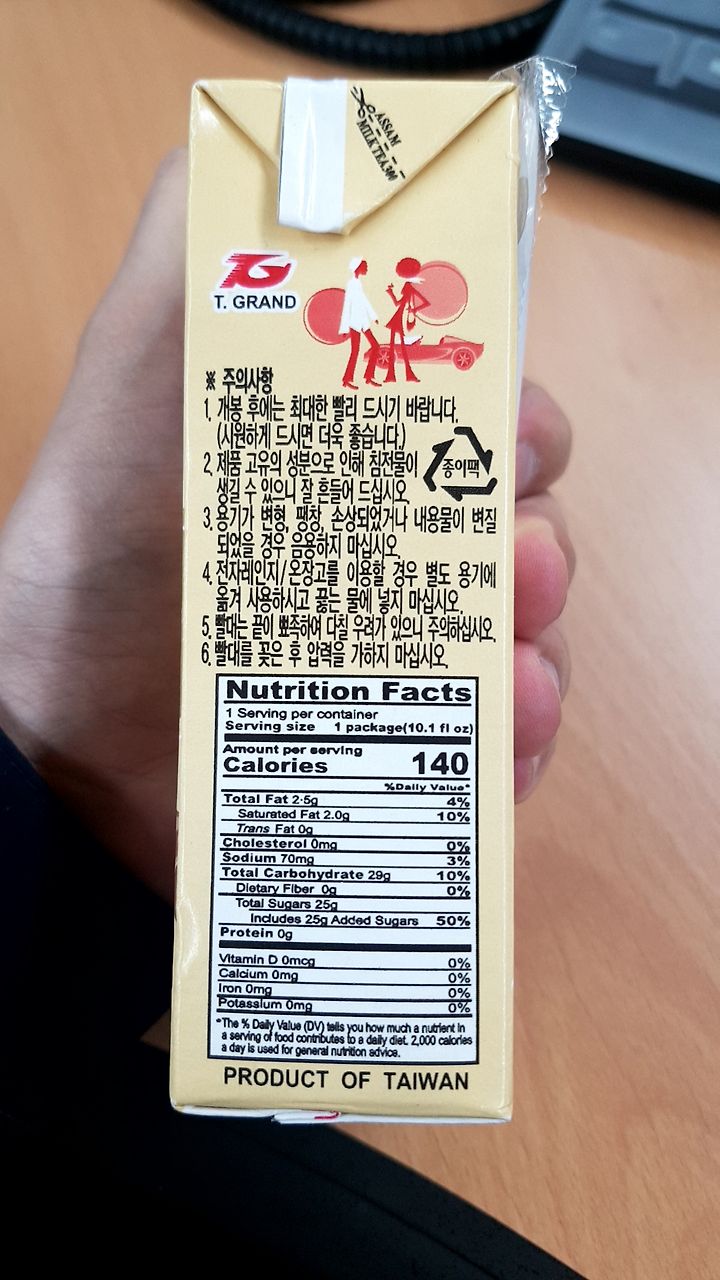 ASSAM
MILK TEA 300
TG
T. GRAND
※ 주의사항
1. 개봉 후에는 최대한 빨리 드시기 바랍니다.
(시원하게 드시면 더욱 좋습니다.)
2. 제품 고유의 성분으로 인해 침전물이
생길 수 있으니 잘 흔들어 드십시오.
종이팩
3. 용기가 변형, 팽창, 손상되었거나 내용물이 변질
되었을 경우 음용하지 마십시오.
4. 전자레인지/온장고를 이용할 경우 별도 용기에
옮겨 사용하시고 끓는 물에 넣지 마십시오.
5. 빨대는 끝이 뾰족하여 다칠 우려가 있으니 주의하십시오.
6. 빨대를 꽂은 후 압력을 가하지 마십시오.
Nutrition Facts
1 Serving per container
Serving size 1 package(10.1 fl oz)
Amount per serving
Calories 140
%Daily Value*
Total Fat 2.5g 4%
Saturated Fat 2.0g 10%
Trans Fat 0g
Cholesterol 0mg 0%
Sodium 70mg 3%
Total Carbohydrate 29g 10%
Dietary Fiber 0g 0%
Total Sugars 25g
Includes 25g Added Sugars 50%
Protein 0g
Vitamin D 0mcg 0%
Calcium 0mg 0%
Iron 0mg 0%
Potassium 0mg 0%
*The % Daily Value (DV) tells you how much a nutrient in
a serving of food contributes to a daily diet. 2,000 calories
a day is used for general nutrition advice.
PRODUCT OF TAIWAN